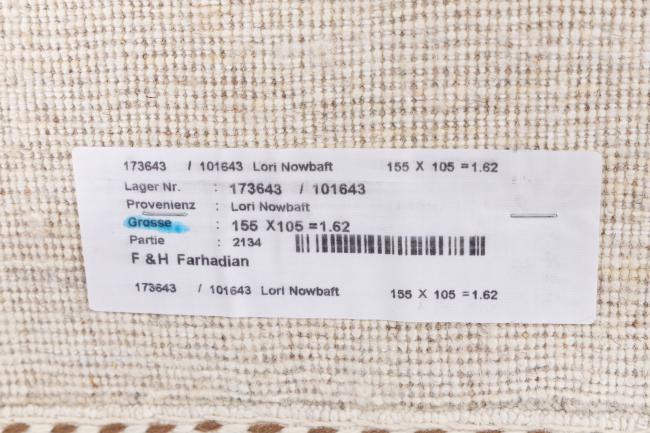 173643 / 101643 Lori Nowbaft 155 X 105 =1.62
Lager Nr. : 173643 / 101643
Provenienz : Lori Nowbaft
Grosse : 155 X105 =1.62
Partie : 2134
F &H Farhadian
173643 / 101643 Lori Nowbaft 155 X 105 =1.62